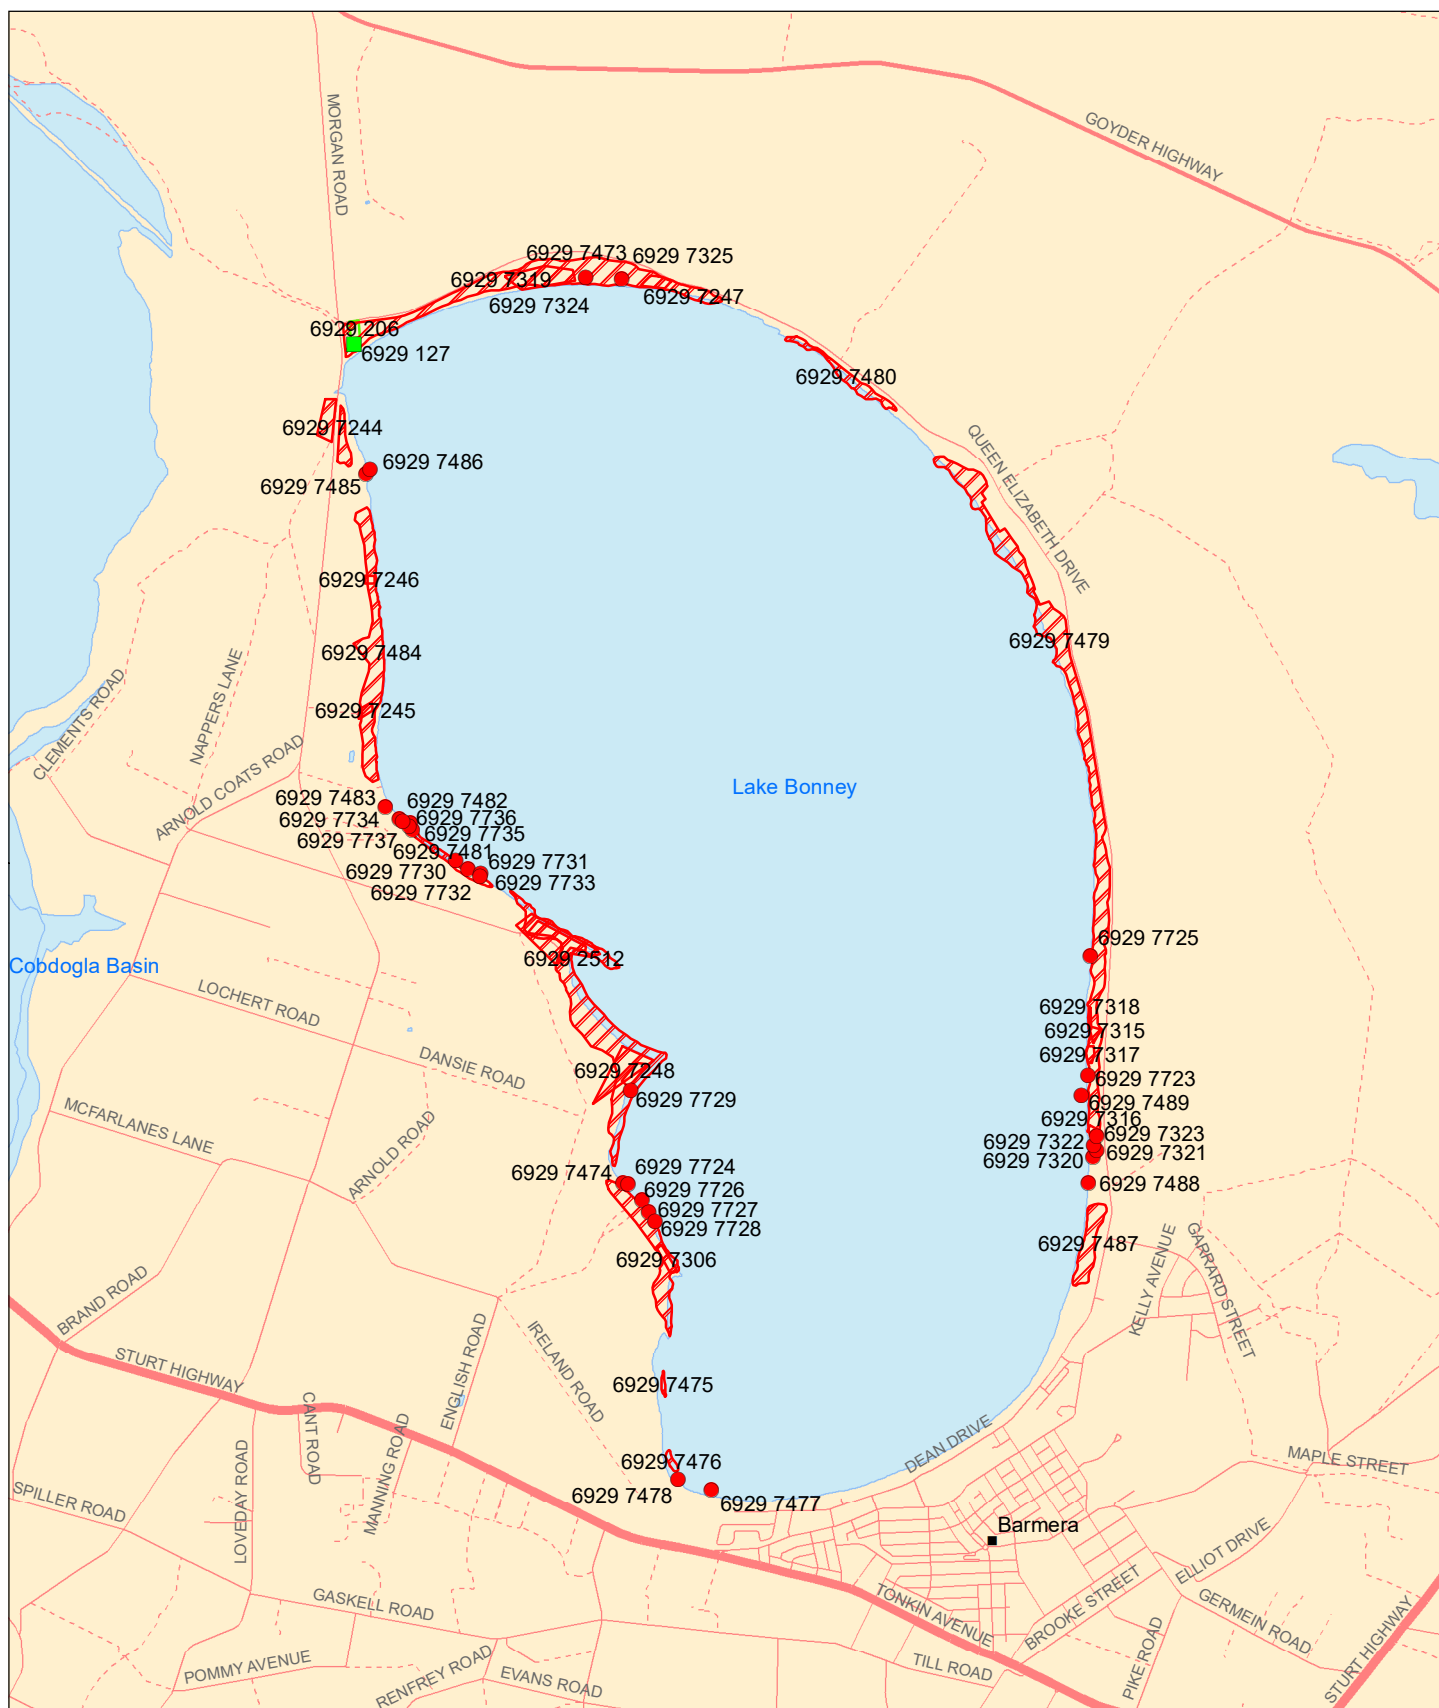 GOYDER HIGHWAY
MORGAN ROAD
6929 7473
6929 7325
6929 7319
6929 7247
6929 7324
6929 206
6929 127
6929 7480
6929 7244
QUEEN ELIZABETH DRIVE
6929 7486
6929 7485
6929 7246
6929 7479
6929 7484
NAPPERS LANE
6929 7245
CLEMENTS ROAD
ARNOLD COATS ROAD
Lake Bonney
6929 7483
6929 7482
6929 7734
6929 7736
6929 7735
6929 7737
6929 7481
6929 7731
6929 7730
6929 7733
6929 7732
6929 7725
6929 2512
Cobdogla Basin
LOCHERT ROAD
6929 7318
6929 7315
6929 7317
DANSIE ROAD
6929 7248
6929 7723
6929 7729
6929 7489
MCFARLANES LANE
6929 7316
ARNOLD ROAD
6929 7323
6929 7322
6929 7321
6929 7320
6929 7724
6929 7474
6929 7488
6929 7726
6929 7727
6929 7728
6929 7487
6929 7306
KELLY AVENUE
GARRARD STREET
BRAND ROAD
STURT HIGHWAY
ENGLISH ROAD
IRELAND ROAD
6929 7475
CANT ROAD
MANNING ROAD
DEAN DRIVE
LOVEDAY ROAD
MAPLE STREET
6929 7476
SPILLER ROAD
6929 7478
6929 7477
Barmera
ELLIOT DRIVE
GASKELL ROAD
TONKIN AVENUE
BROOKE STREET
GERMEIN ROAD
POMMY AVENUE
RENFREY ROAD
EVANS ROAD
TILL ROAD
PIKE ROAD
STURT HIGHWAY